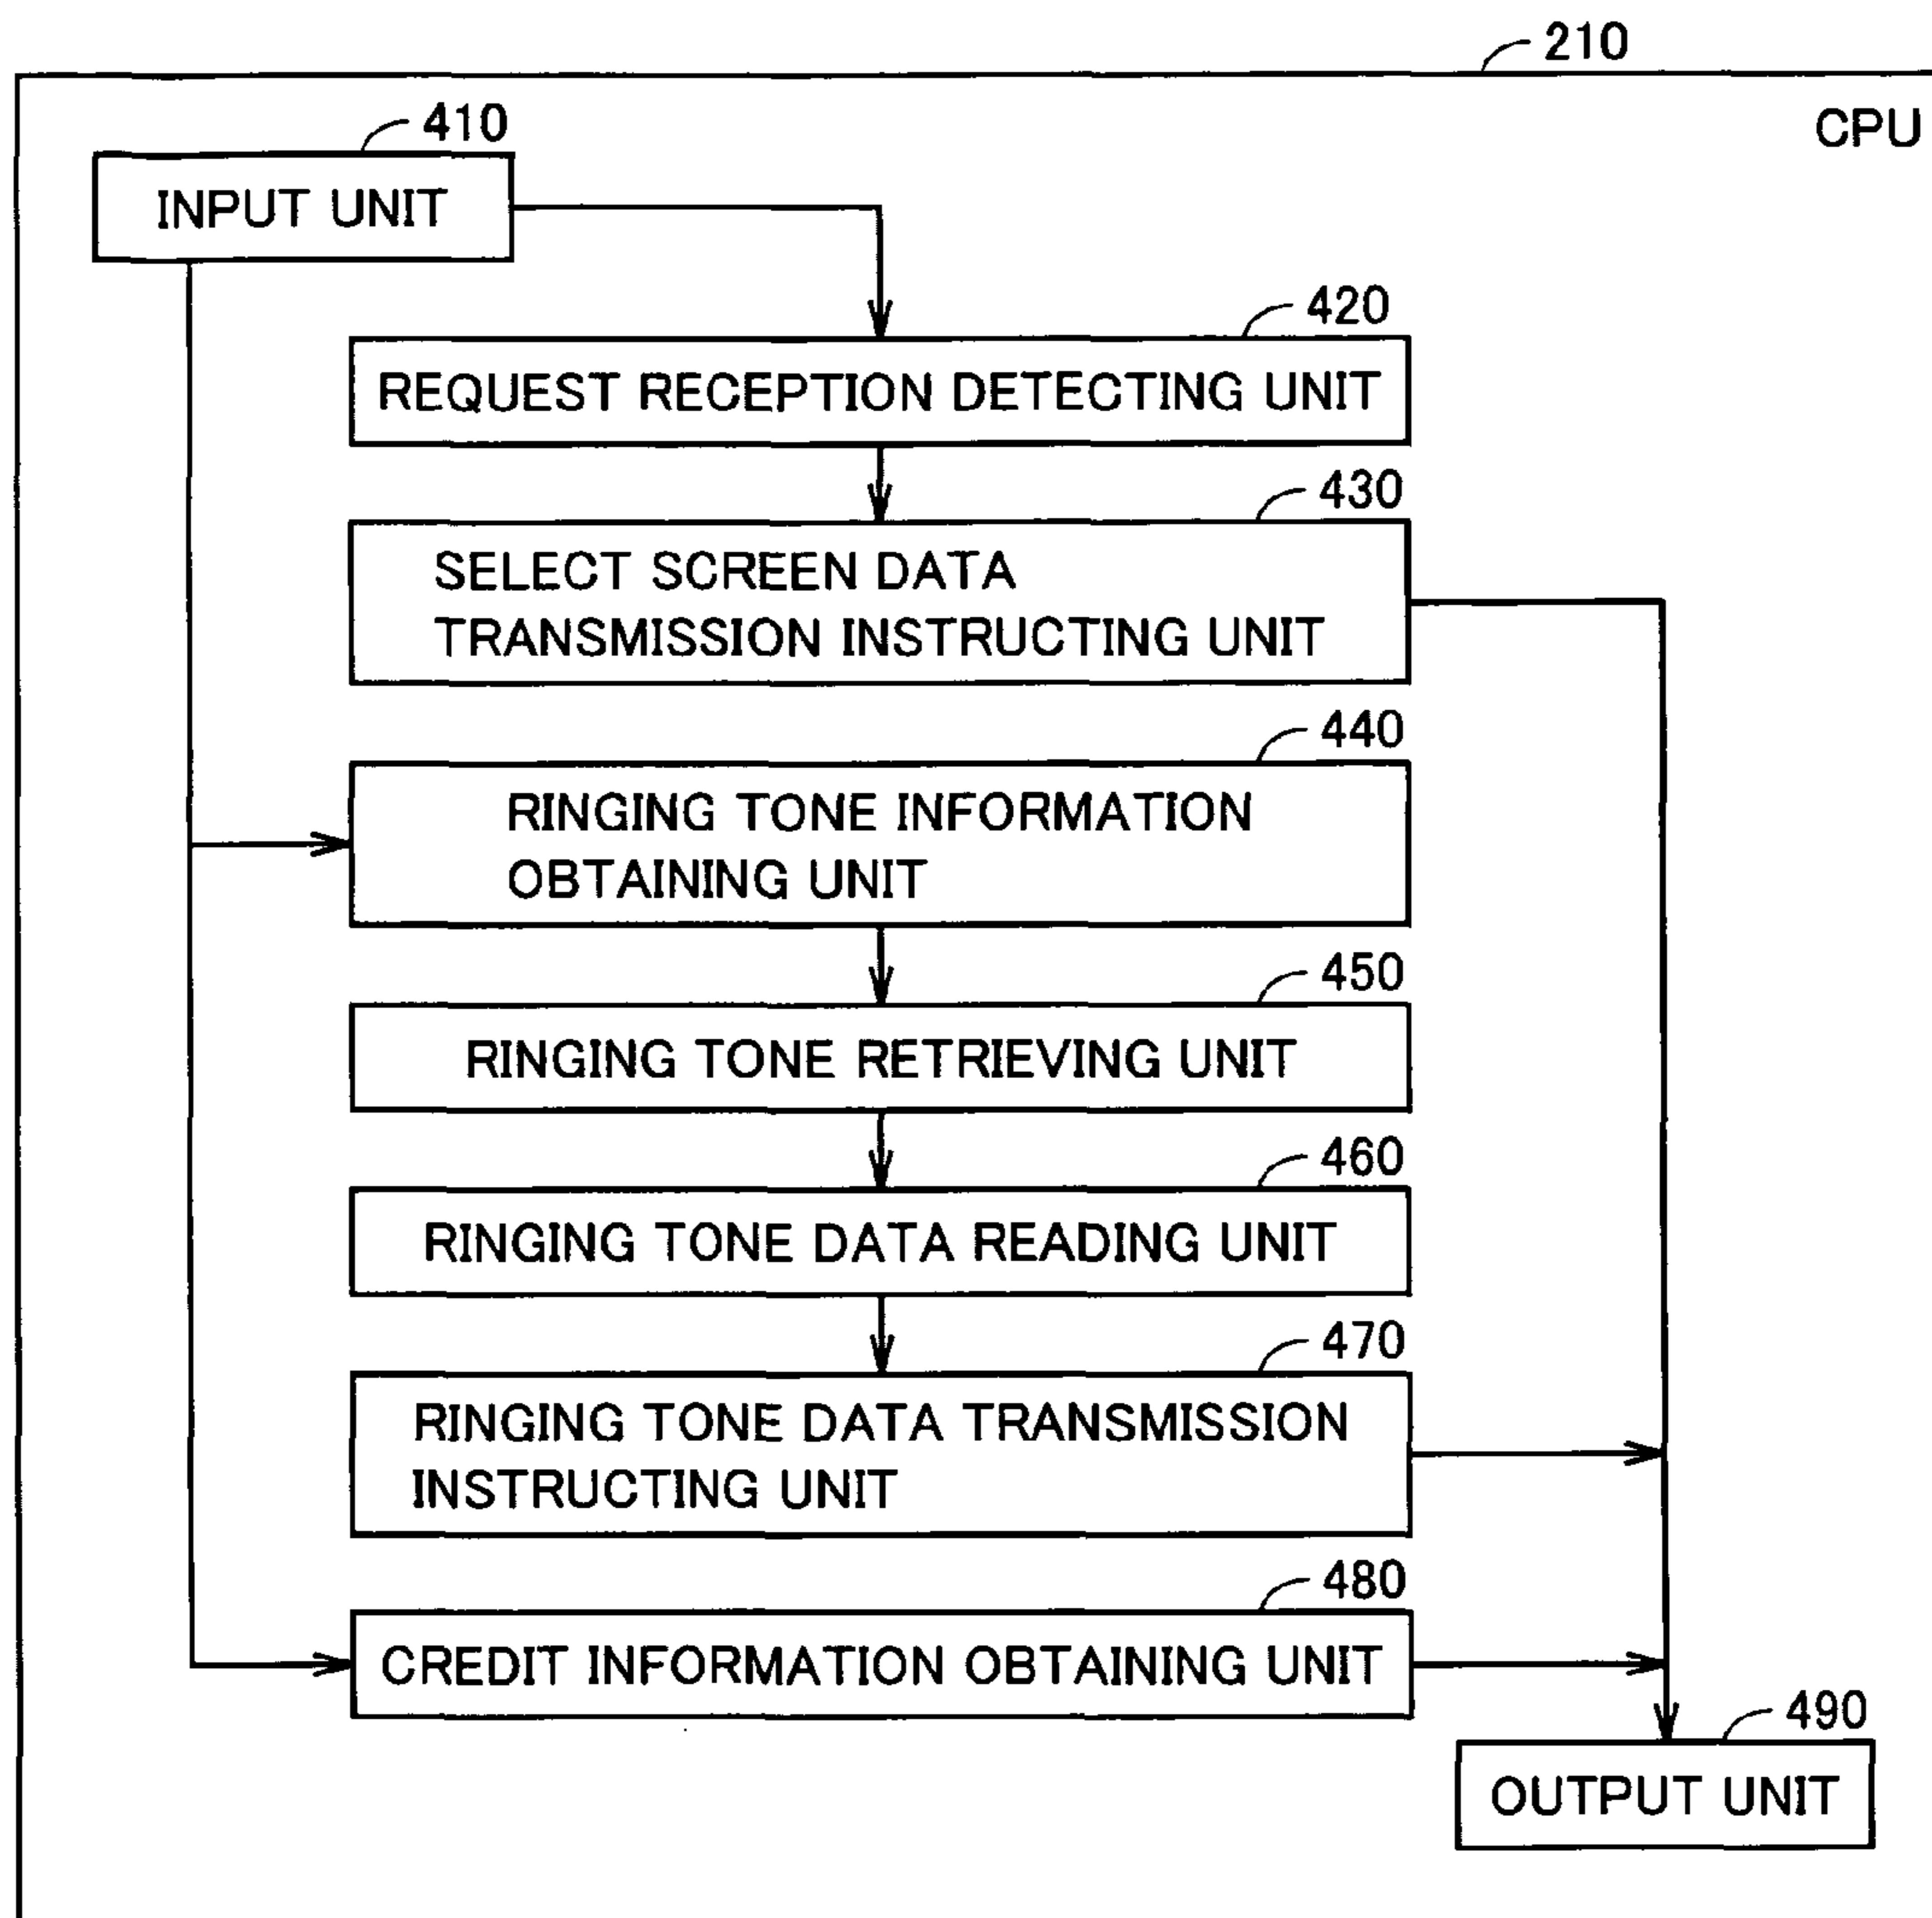 210
CPU
410
INPUT UNIT
420
REQUEST RECEPTION DETECTING UNIT
430
SELECT SCREEN DATA
TRANSMISSION INSTRUCTING UNIT
440
RINGING TONE INFORMATION
OBTAINING UNIT
450
RINGING TONE RETRIEVING UNIT
460
RINGING TONE DATA READING UNIT
470
RINGING TONE DATA TRANSMISSION
INSTRUCTING UNIT
480
CREDIT INFORMATION OBTAINING UNIT
490
OUTPUT UNIT